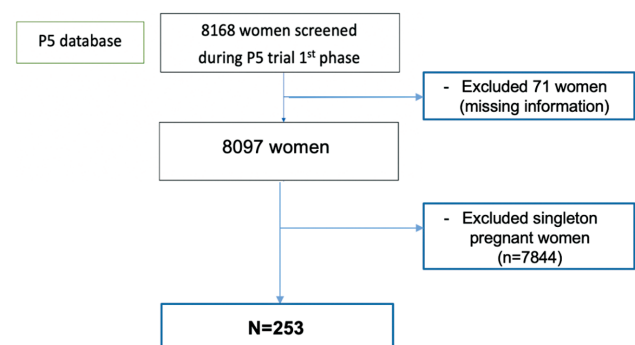 P5 database
8168 women screened
during P5 trial 1st phase
- Excluded 71 women
(missing information)
8097 women
- Excluded singleton
pregnant women
(n=7844)
N=253